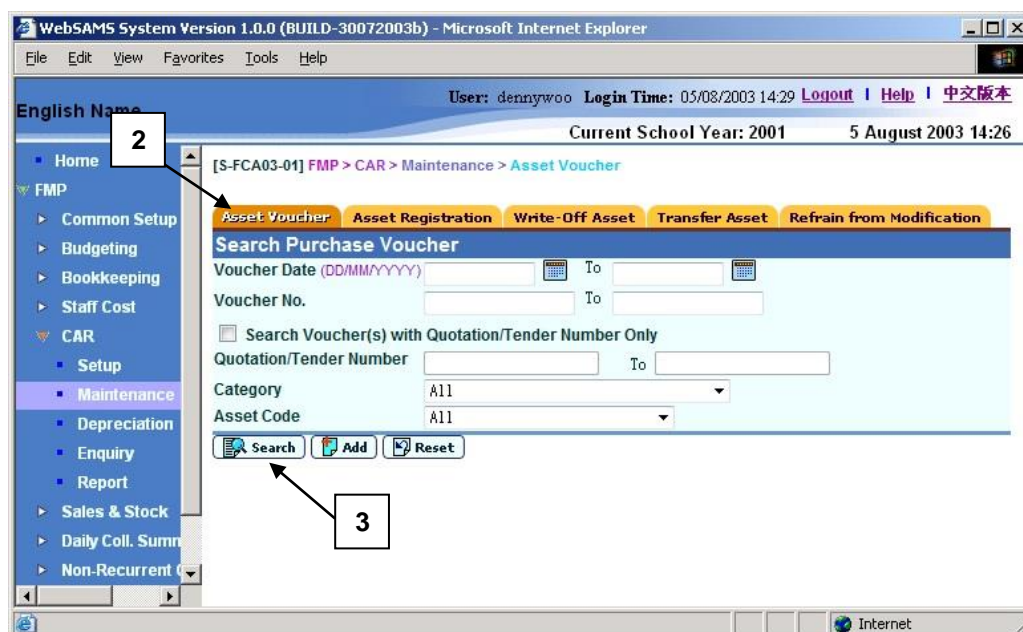 WebSAMS System Version 1.0.0 (BUILD-30072003b) - Microsoft Internet Explorer
File Edit View Favorites Tools Help
English Name
User: dennywoo Login Time: 05/08/2003 14:29 Logout | Help | 中文版本
Current School Year: 2001 5 August 2003 14:26
2
Home
FMP
Common Setup
Budgeting
Bookkeeping
Staff Cost
CAR
Setup
Maintenance
Depreciation
Enquiry
Report
Sales & Stock
Daily Coll. Summ
Non-Recurrent
[S-FCA03-01] FMP > CAR > Maintenance > Asset Voucher
Asset Voucher Asset Registration Write-Off Asset Transfer Asset Refrain from Modification
Search Purchase Voucher
Voucher Date (DD/MM/YYYY) To
Voucher No. To
Search Voucher(s) with Quotation/Tender Number Only
Quotation/Tender Number To
Category All
Asset Code All
Search Add Reset
3
Internet